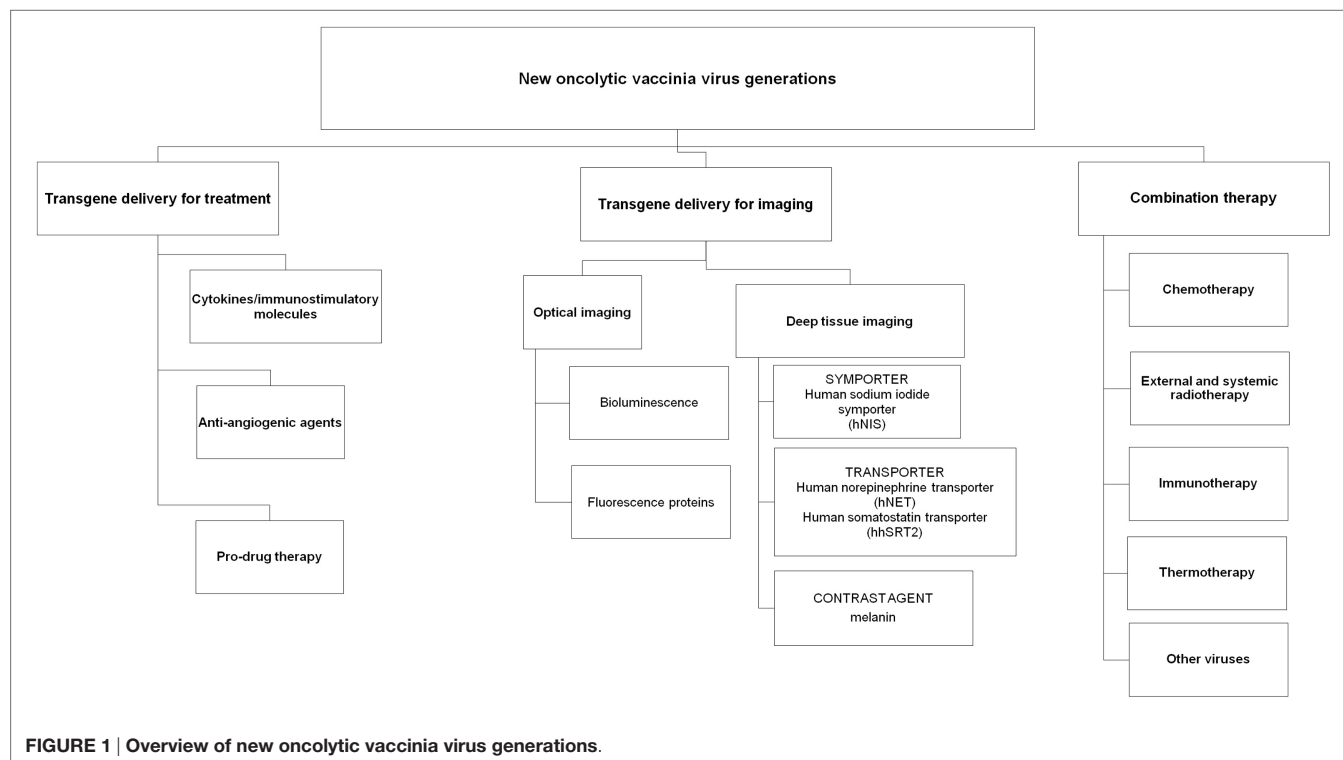 New oncolytic vaccinia virus generations
Transgene delivery for treatment
Cytokines/immunostimulatory
molecules
Anti-angiogenic agents
Pro-drug therapy
Transgene delivery for imaging
Optical imaging
Bioluminescence
Fluorescence proteins
Deep tissue imaging
SYMPORTER
Human sodium iodide
symporter
(hNIS)
TRANSPORTER
Human norepinephrine transporter
(hNET)
Human somatostatin transporter
(hhSRT2)
CONTRAST AGENT
melanin
Combination therapy
Chemotherapy
External and systemic
radiotherapy
Immunotherapy
Thermotherapy
Other viruses
FIGURE 1 | Overview of new oncolytic vaccinia virus generations.